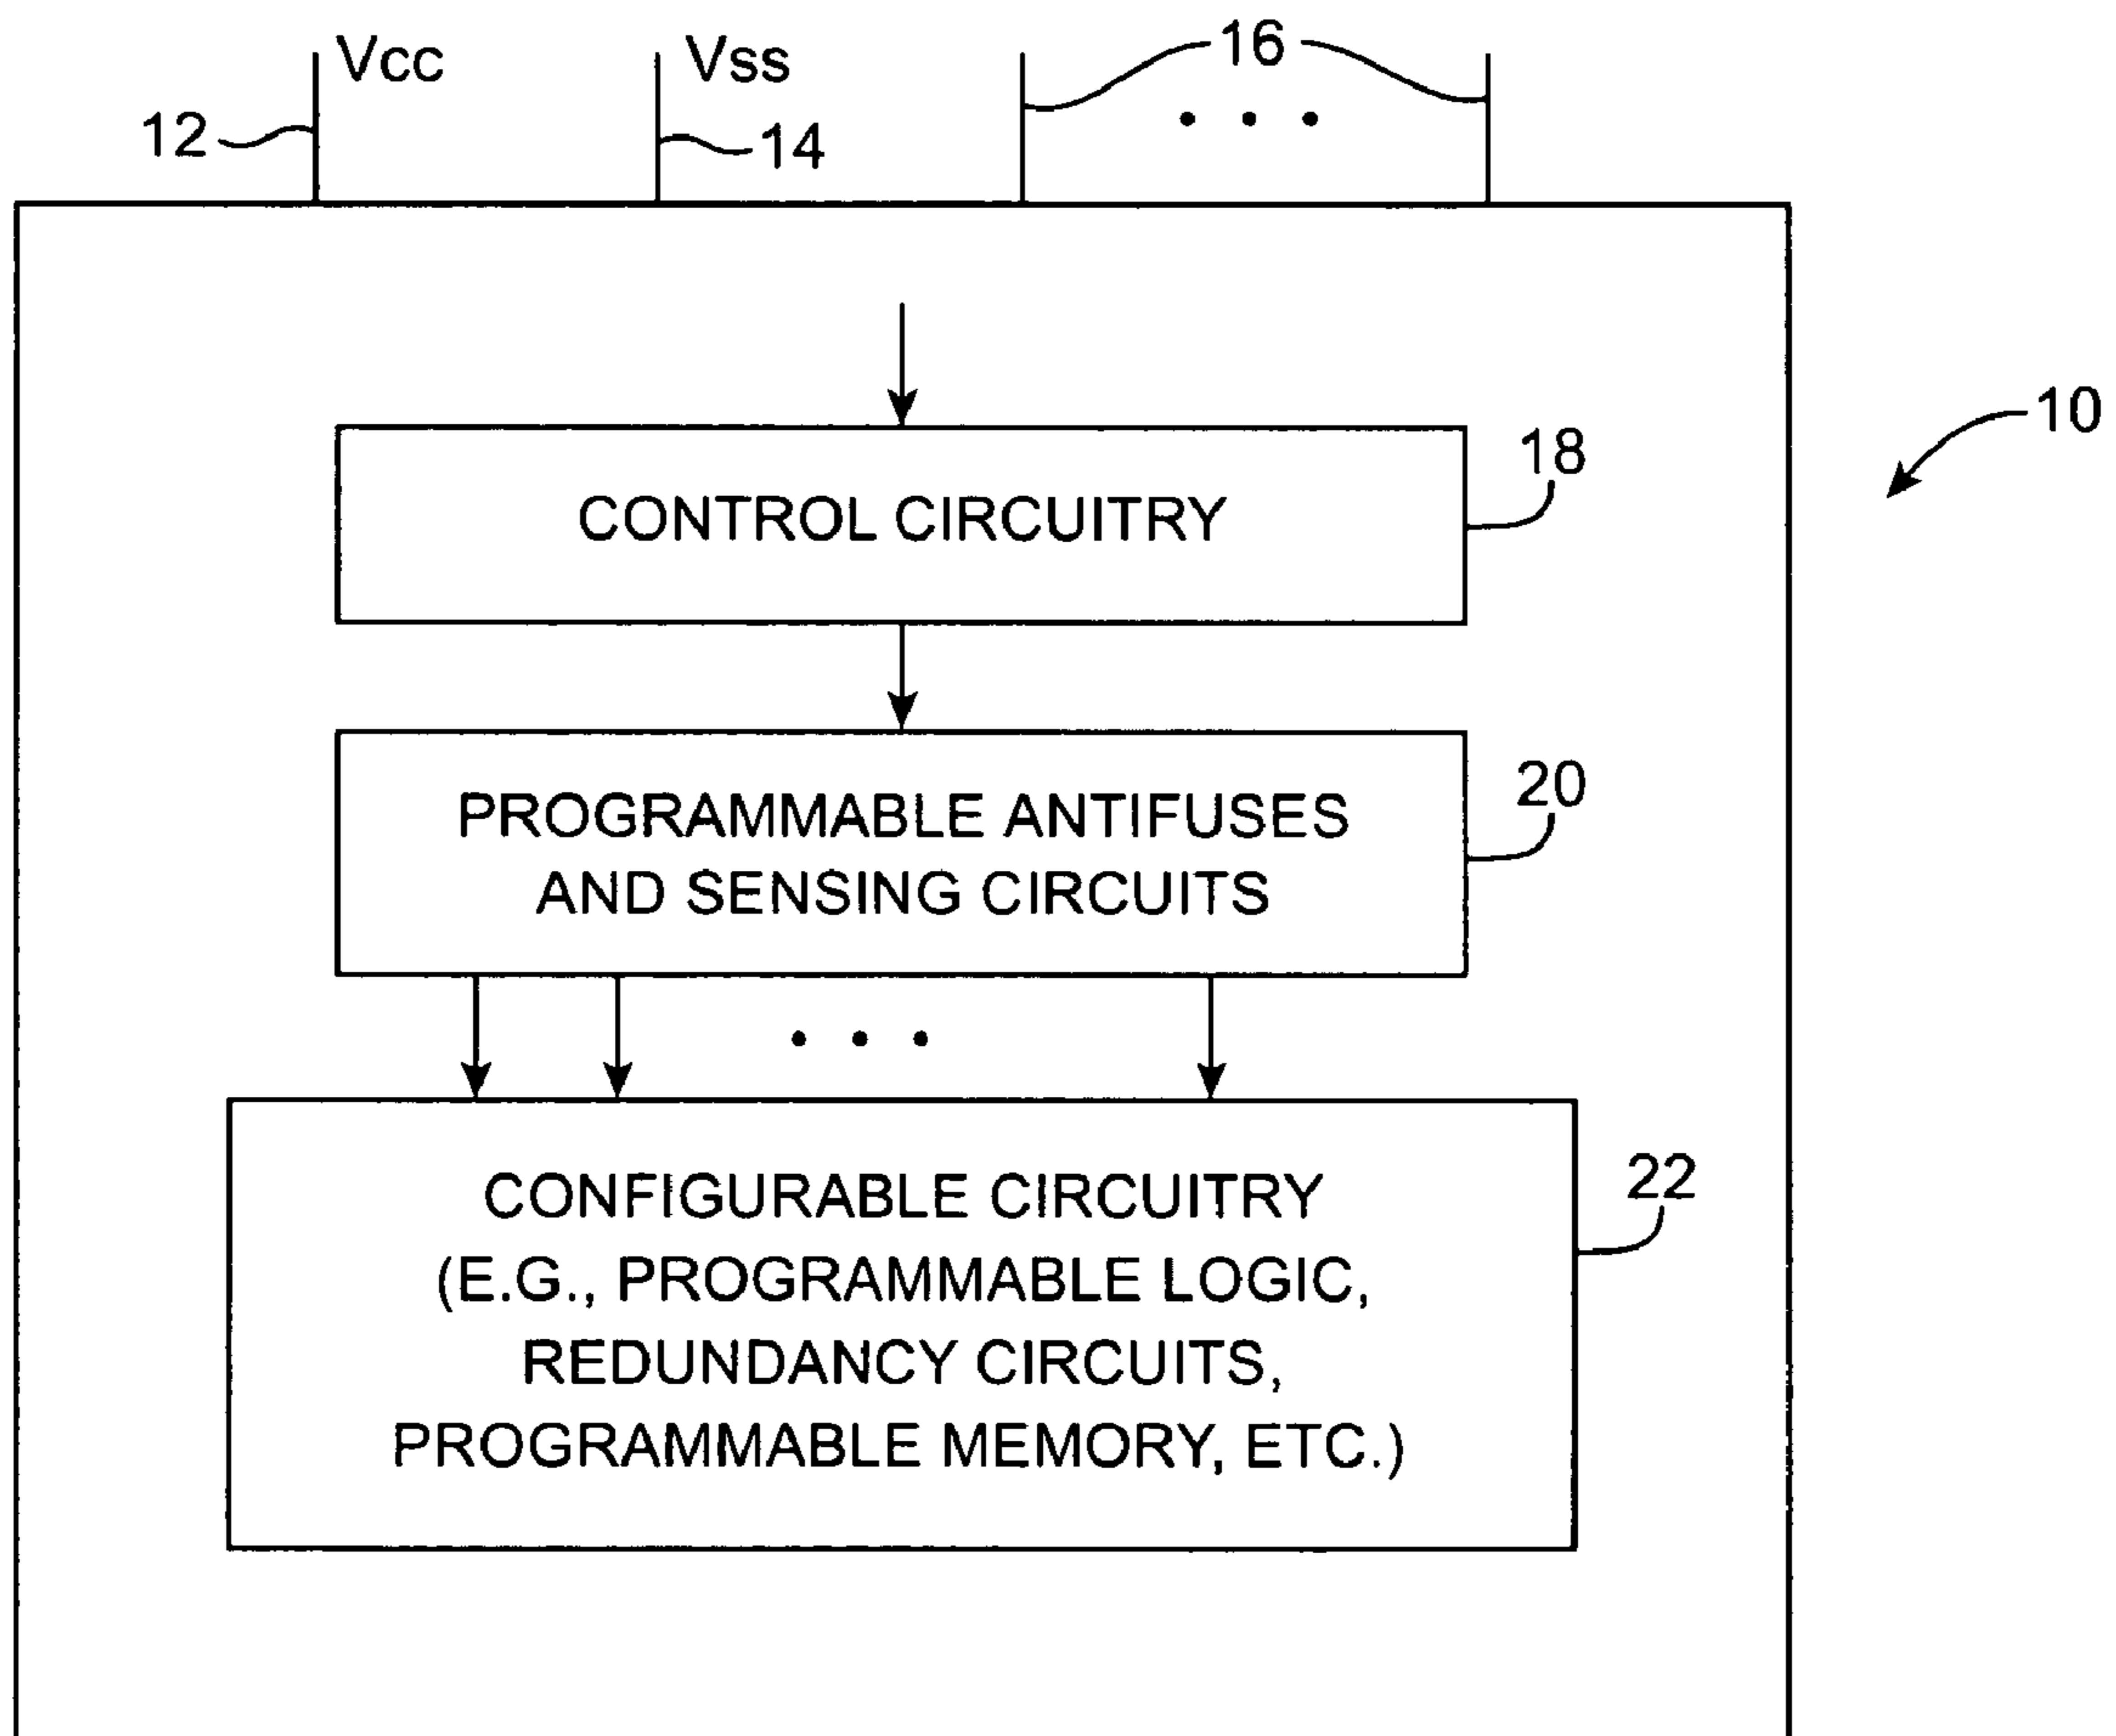 Vcc
Vss
16
12
14
10
CONTROL CIRCUITRY
18
PROGRAMMABLE ANTIFUSES
AND SENSING CIRCUITS
20
CONFIGURABLE CIRCUITRY
(E.G., PROGRAMMABLE LOGIC,
REDUNDANCY CIRCUITS,
PROGRAMMABLE MEMORY, ETC.)
22